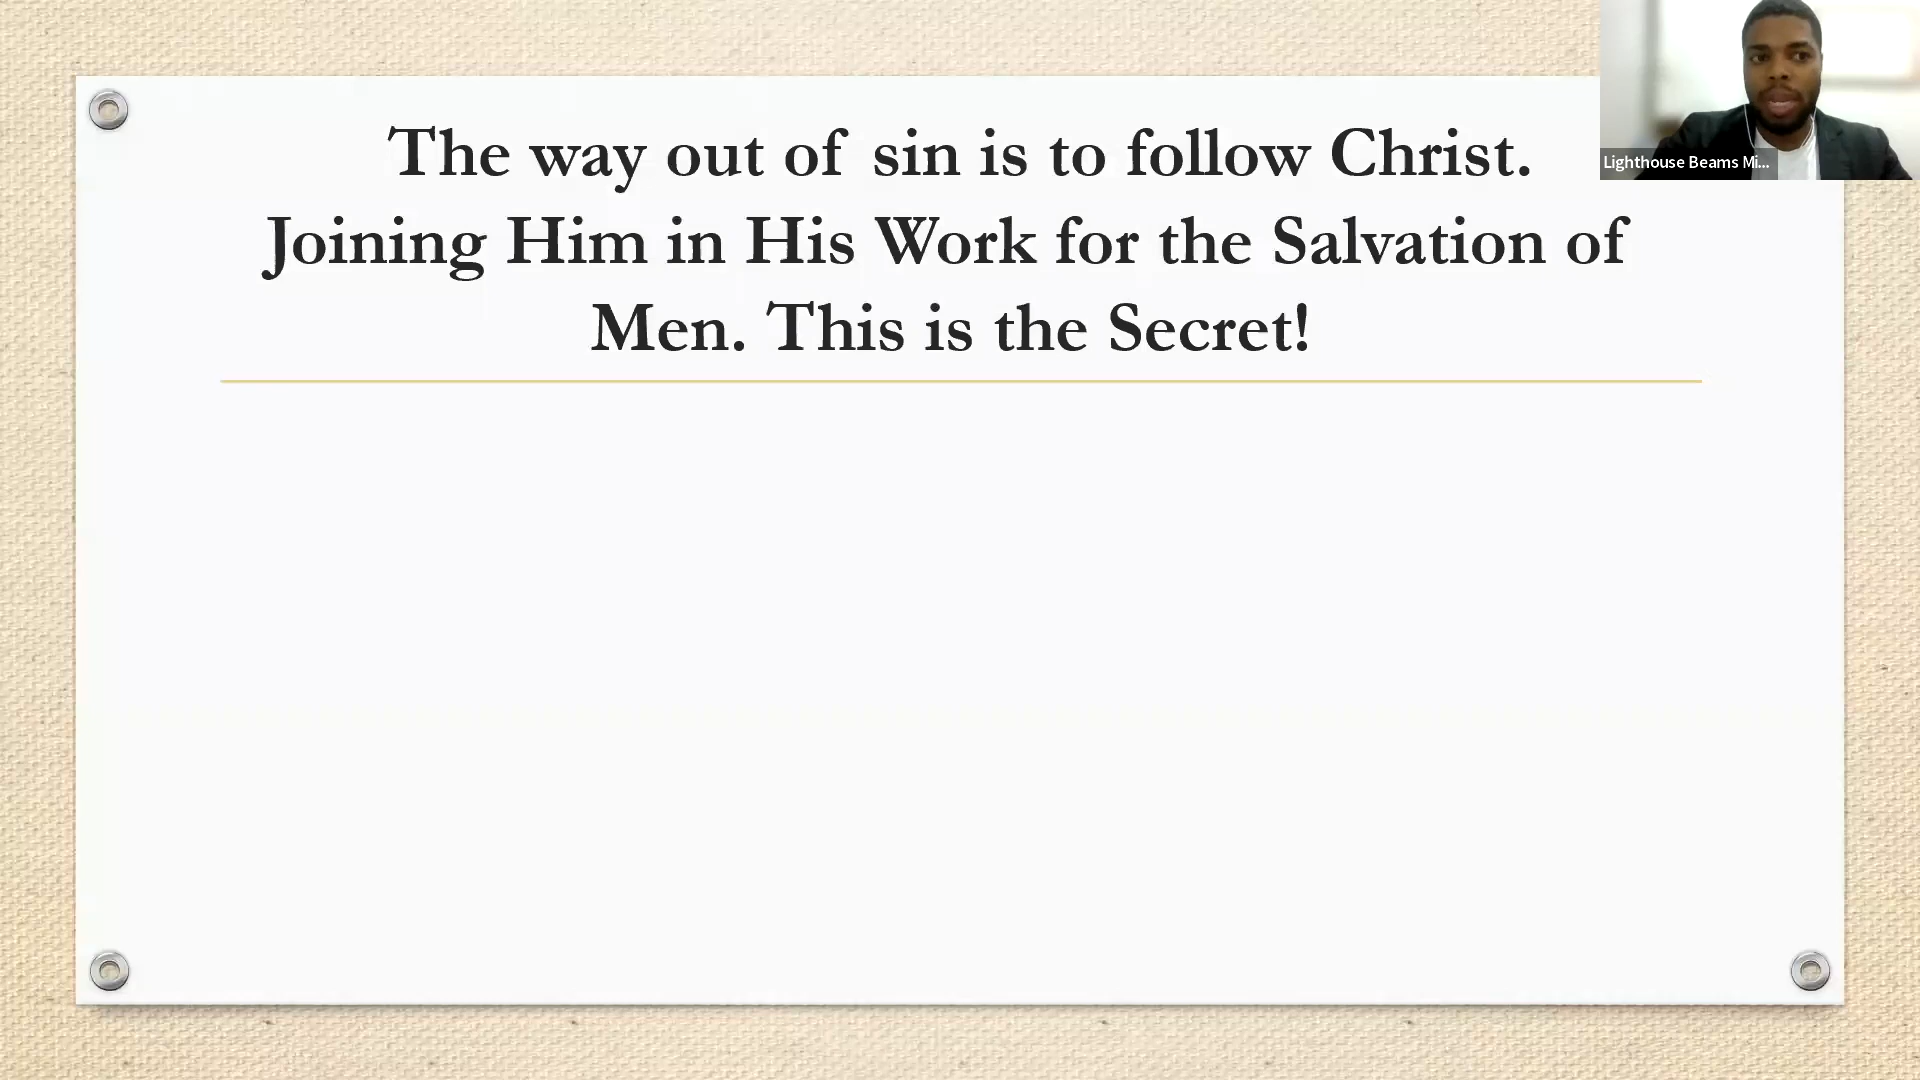 The way out of sin is to follow Christ.
Joining Him in His Work for the Salvation of
Men. This is the Secret!
Lighthouse Beams Mi...